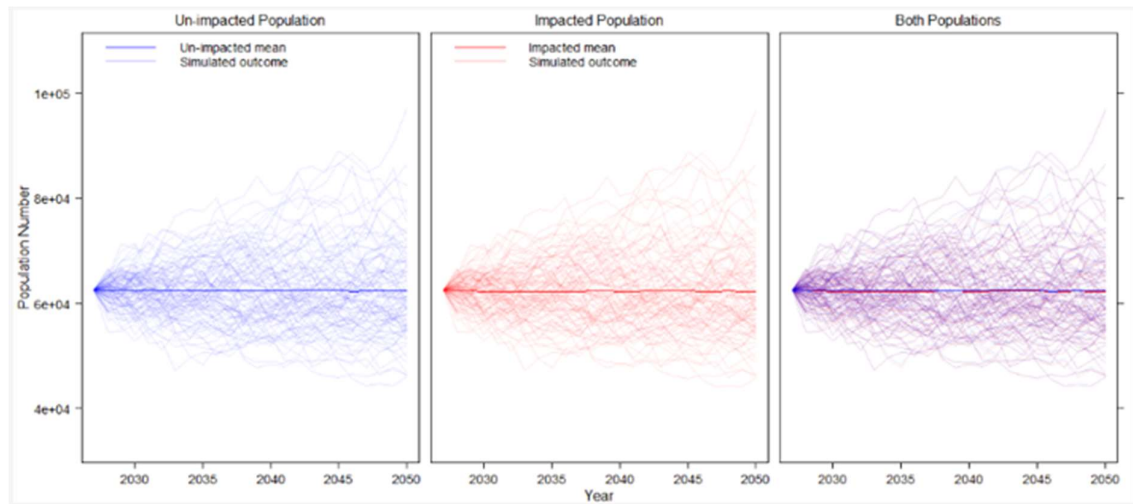 Un-impacted Population
Un-impacted mean
Simulated outcome
Impacted Population
Impacted mean
Simulated outcome
Both Populations
Population Number
1e+05
8e+04
6e+04
4e+04
2030 2035 2040 2045 2050
2030 2035 2040 2045 2050
2030 2035 2040 2045 2050
Year